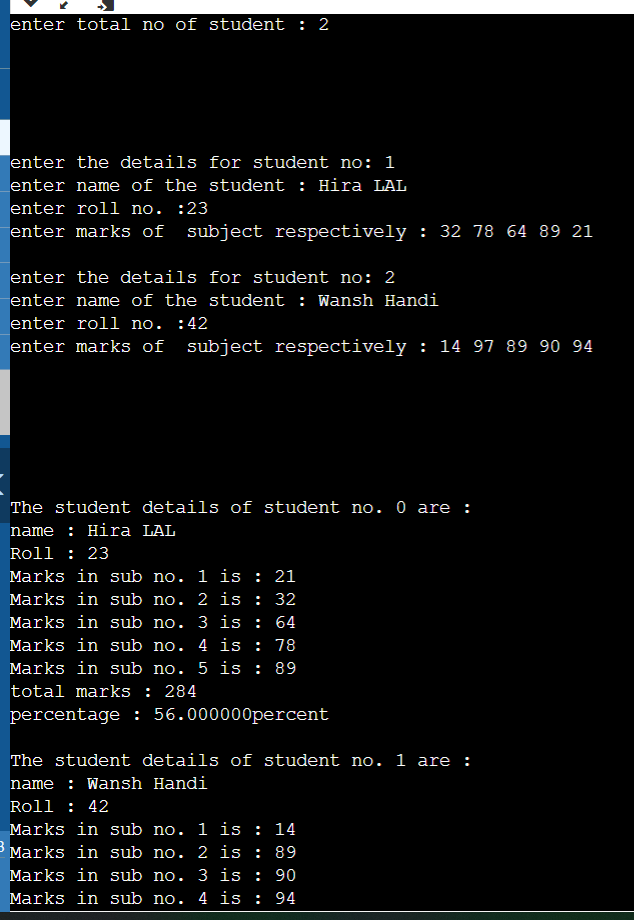 enter total no of student : 2
enter the details for student no: 1
enter name of the student : Hira LAL
enter roll no. :23
enter marks of  subject respectively : 32 78 64 89 21
enter the details for student no: 2
enter name of the student : Wansh Handi
enter roll no. :42
enter marks of  subject respectively : 14 97 89 90 94
The student details of student no. 0 are :
name : Hira LAL
Roll : 23
Marks in sub no. 1 is : 21
Marks in sub no. 2 is : 32
Marks in sub no. 3 is : 64
Marks in sub no. 4 is : 78
Marks in sub no. 5 is : 89
total marks : 284
percentage : 56.000000percent
The student details of student no. 1 are :
name : Wansh Handi
Roll : 42
Marks in sub no. 1 is : 14
Marks in sub no. 2 is : 89
Marks in sub no. 3 is : 90
Marks in sub no. 4 is : 94